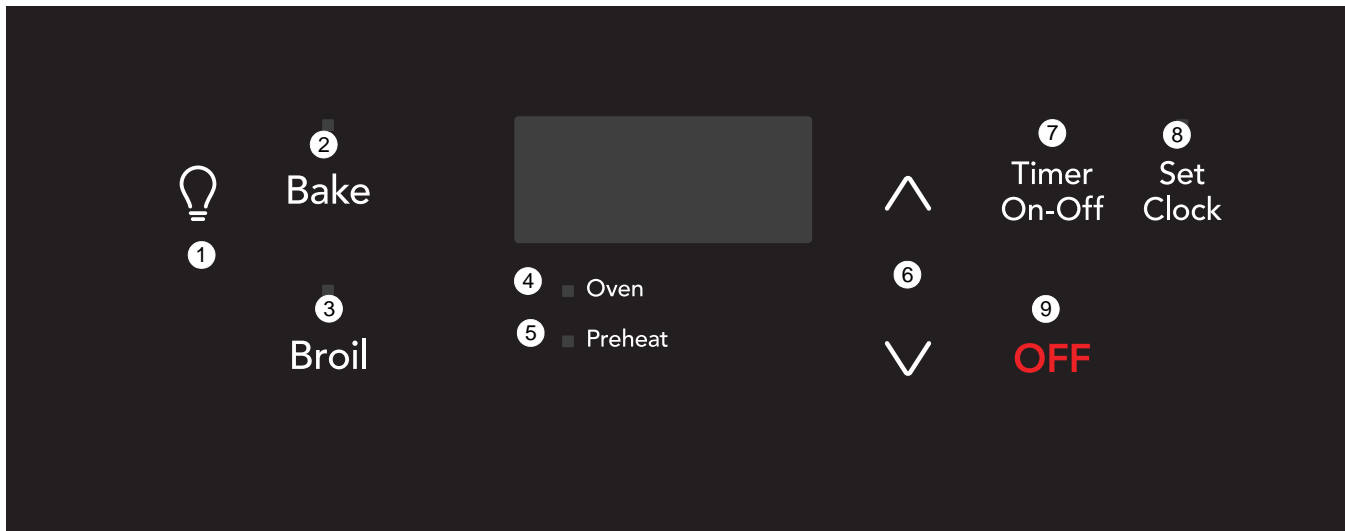 2
Bake
1
3
Broil
4 Oven
5 Preheat
6
7
Timer
On-Off
8
Set
Clock
9
OFF